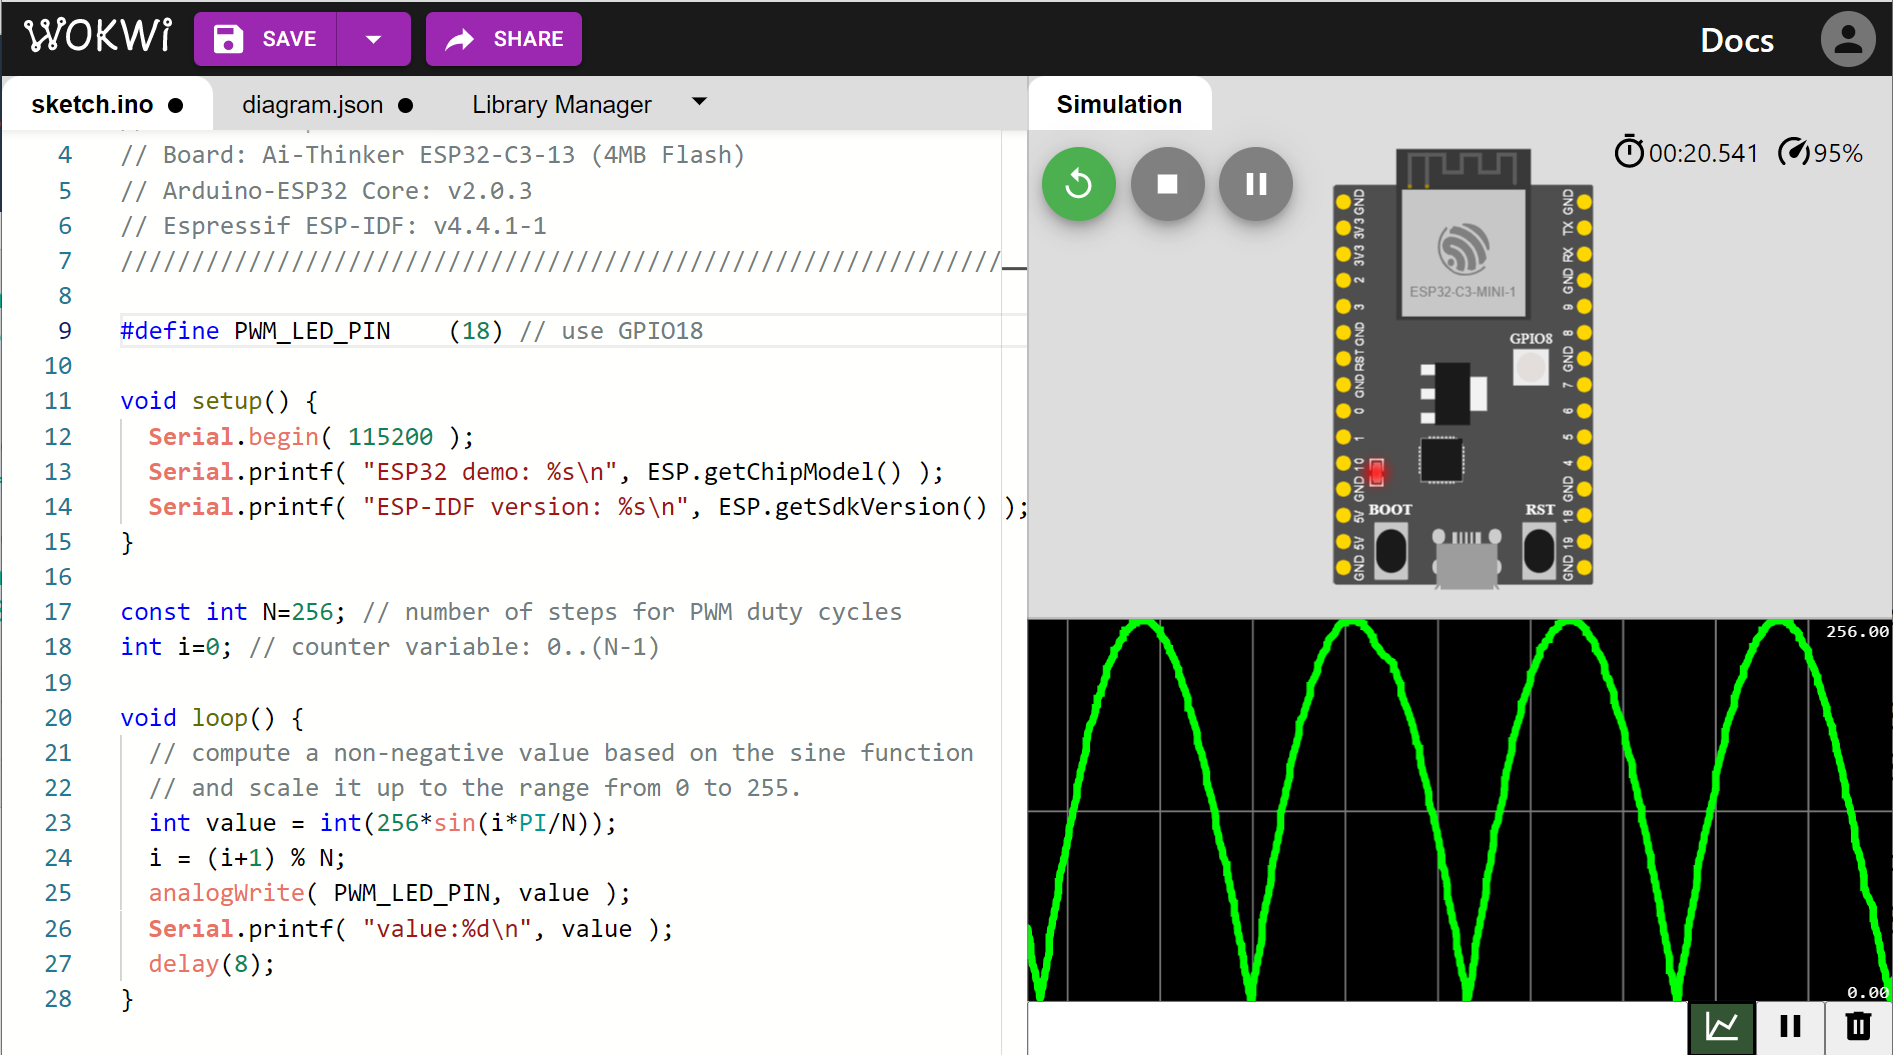 WOKWi SAVE SHARE Docs
sketch.ino ● diagram.json ● Library Manager Simulation
4 // Board: Ai-Thinker ESP32-C3-13 (4MB Flash)
5 // Arduino-ESP32 Core: v2.0.3
6 // Espressif ESP-IDF: v4.4.1-1
7 //////////////////////////////////////////////////////////////
8
9 #define PWM_LED_PIN    (18) // use GPIO18
10
11 void setup() {
12   Serial.begin( 115200 );
13   Serial.printf( "ESP32 demo: %s\n", ESP.getChipModel() );
14   Serial.printf( "ESP-IDF version: %s\n", ESP.getSdkVersion() );
15 }
16
17 const int N=256; // number of steps for PWM duty cycles
18 int i=0; // counter variable: 0..(N-1)
19
20 void loop() {
21   // compute a non-negative value based on the sine function
22   // and scale it up to the range from 0 to 255.
23   int value = int(256*sin(i*PI/N));
24   i = (i+1) % N;
25   analogWrite( PWM_LED_PIN, value );
26   Serial.printf( "value:%d\n", value );
27   delay(8);
28 }
00:20.541 95%
ESP32-C3-MINI-1
GPIO8
BOOT
RST
GND
3V3
3V3
2
3
GND
RST
GND
0
1
10
GND
5V
5V
GND
GND
TX
RX
GND
9
8
GND
7
6
5
4
GND
18
19
GND
256.00
0.00